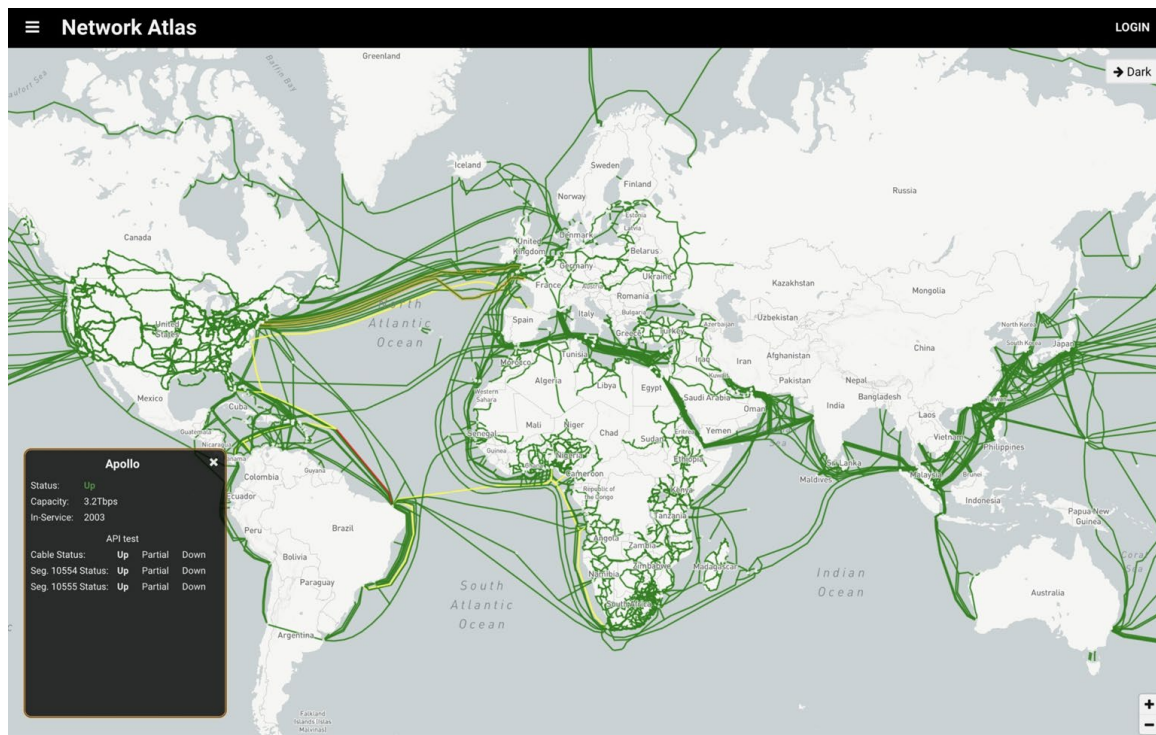 Network Atlas
LOGIN
Dark
Greenland
Baffin Bay
Iceland
Sweden
Finland
Norway
Russia
Estonia
Latvia
Canada
United
Kingdom
Denmark
Belarus
Germany
Ukraine
France
Austria
Kazakhstan
Romania
Mongolia
North
Atlantic
Ocean
United
States
Spain
Italy
Bulgaria
Uzbekistan
Greece
Turkey
Azerbaijan
North Korea
South Korea
Japan
China
Morocco
Tunisia
Iraq
Iran
Afghanistan
Algeria
Libya
Egypt
Kuwait
Pakistan
Nepal
Western
Sahara
Saudi Arabia
Bangladesh
Mexico
Cuba
Oman
India
Laos
Mali
Niger
Chad
Sudan
Eritrea
Yemen
Sea
Senegal
Guatemala
Nicaragua
Vietnam
Philippines
Guinea
Nigeria
Ethiopia
Panama
Guyana
Cameroon
Sri Lanka
Maldives
Malaysia
Brunei
Colombia
Ecuador
Republic of
the Congo
Kenya
Indonesia
Tanzania
Papua New
Guinea
Peru
Brazil
Angola
Zambia
Bolivia
Zimbabwe
Madagascar
Namibia
Indian
Ocean
Coral
Sea
Paraguay
South
Atlantic
Ocean
South Africa
Australia
Argentina
Falkland
Islands (Islas
Malvinas)
Apollo
Status: Up
Capacity: 3.2Tbps
In-Service: 2003
API test
Cable Status: Up Partial Down
Seg. 10554 Status: Up Partial Down
Seg. 10555 Status: Up Partial Down